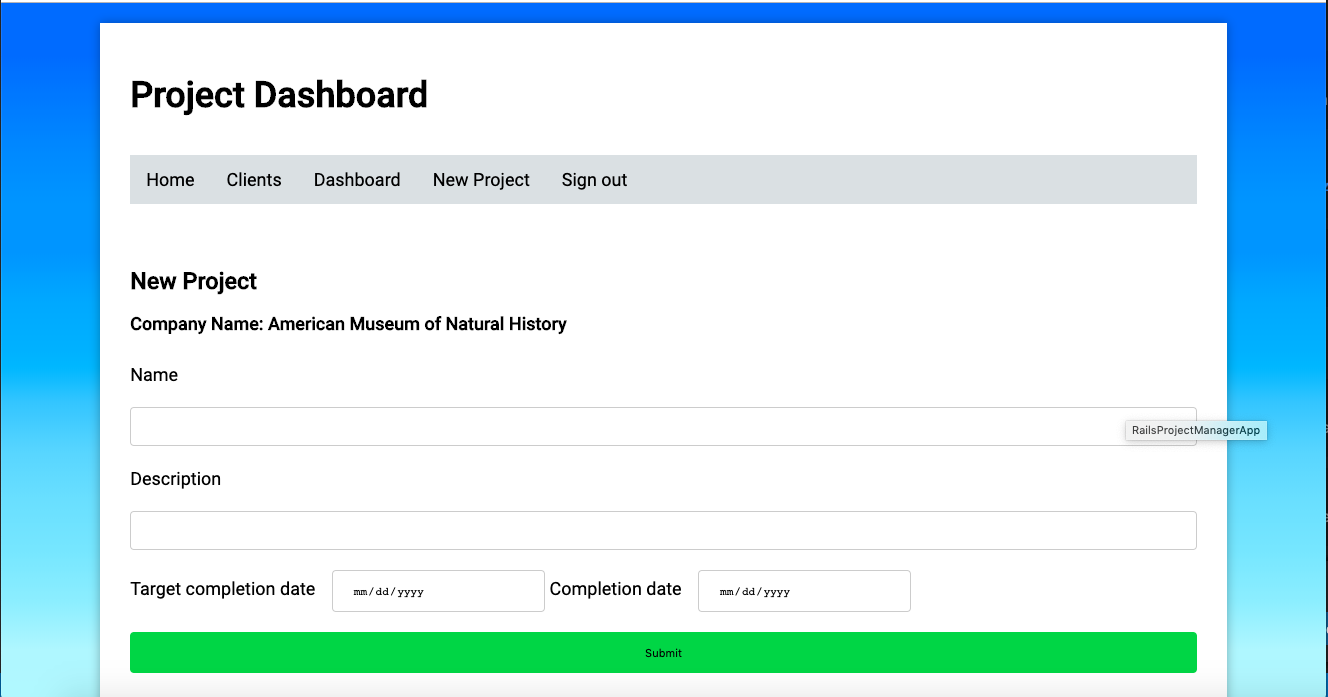 Project Dashboard
Home Clients Dashboard New Project Sign out
New Project
Company Name: American Museum of Natural History
Name
RailsProjectManagerApp
Description
Target completion date mm/dd/yyyy Completion date mm/dd/yyyy
Submit